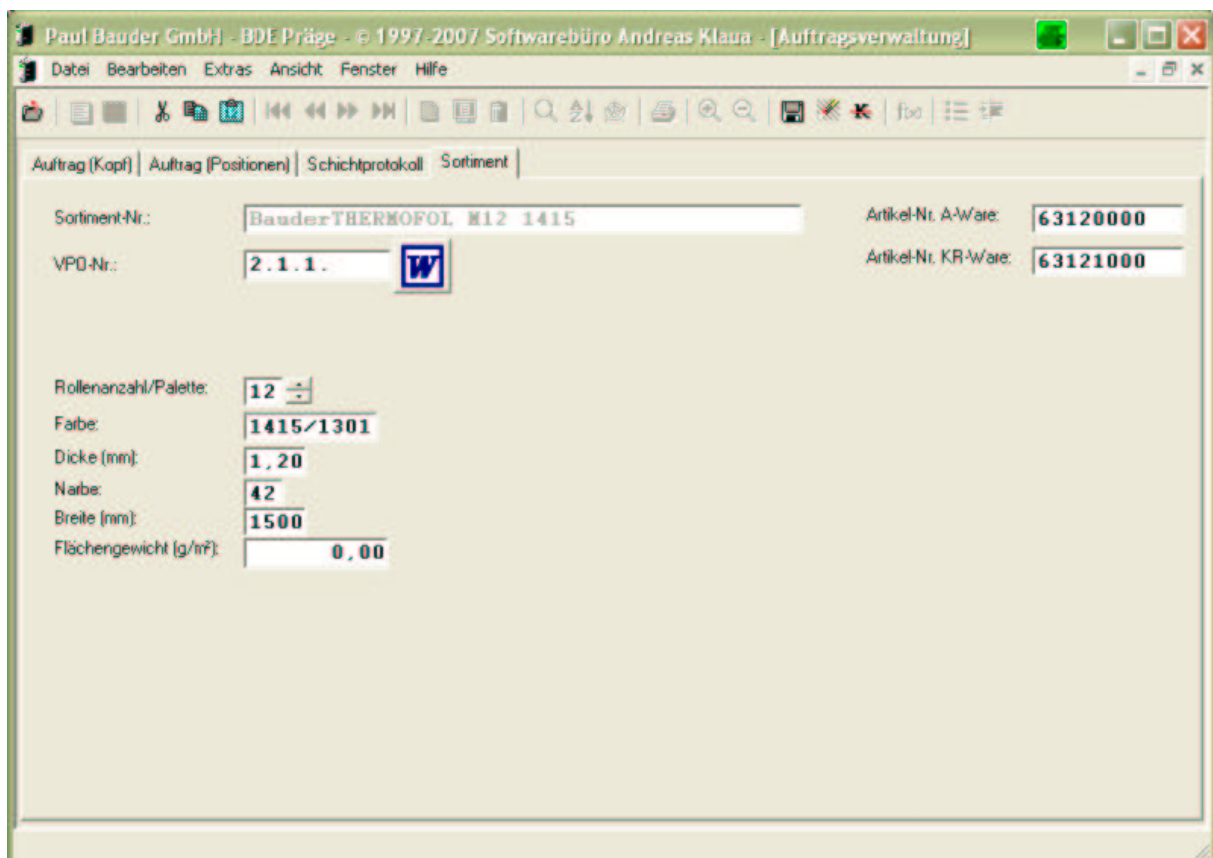 Paul Bauder GmbH - BDE Präge - © 1997-2007 Softwarebüro Andreas Klaua - [Auftragsverwaltung]
Datei Bearbeiten Extras Ansicht Fenster Hilfe
Auftrag (Kopf) Auftrag (Positionen) Schichtprotokoll Sortiment
Sortiment-Nr.: BauderTHERMOFOL M12 1415 Artikel-Nr. A-Ware: 63120000
VPO-Nr.: 2.1.1. W Artikel-Nr. KR-Ware: 63121000
Rollenanzahl/Palette: 12
Farbe: 1415/1301
Dicke (mm): 1,20
Narbe: 42
Breite (mm): 1500
Flächengewicht (g/m²): 0,00